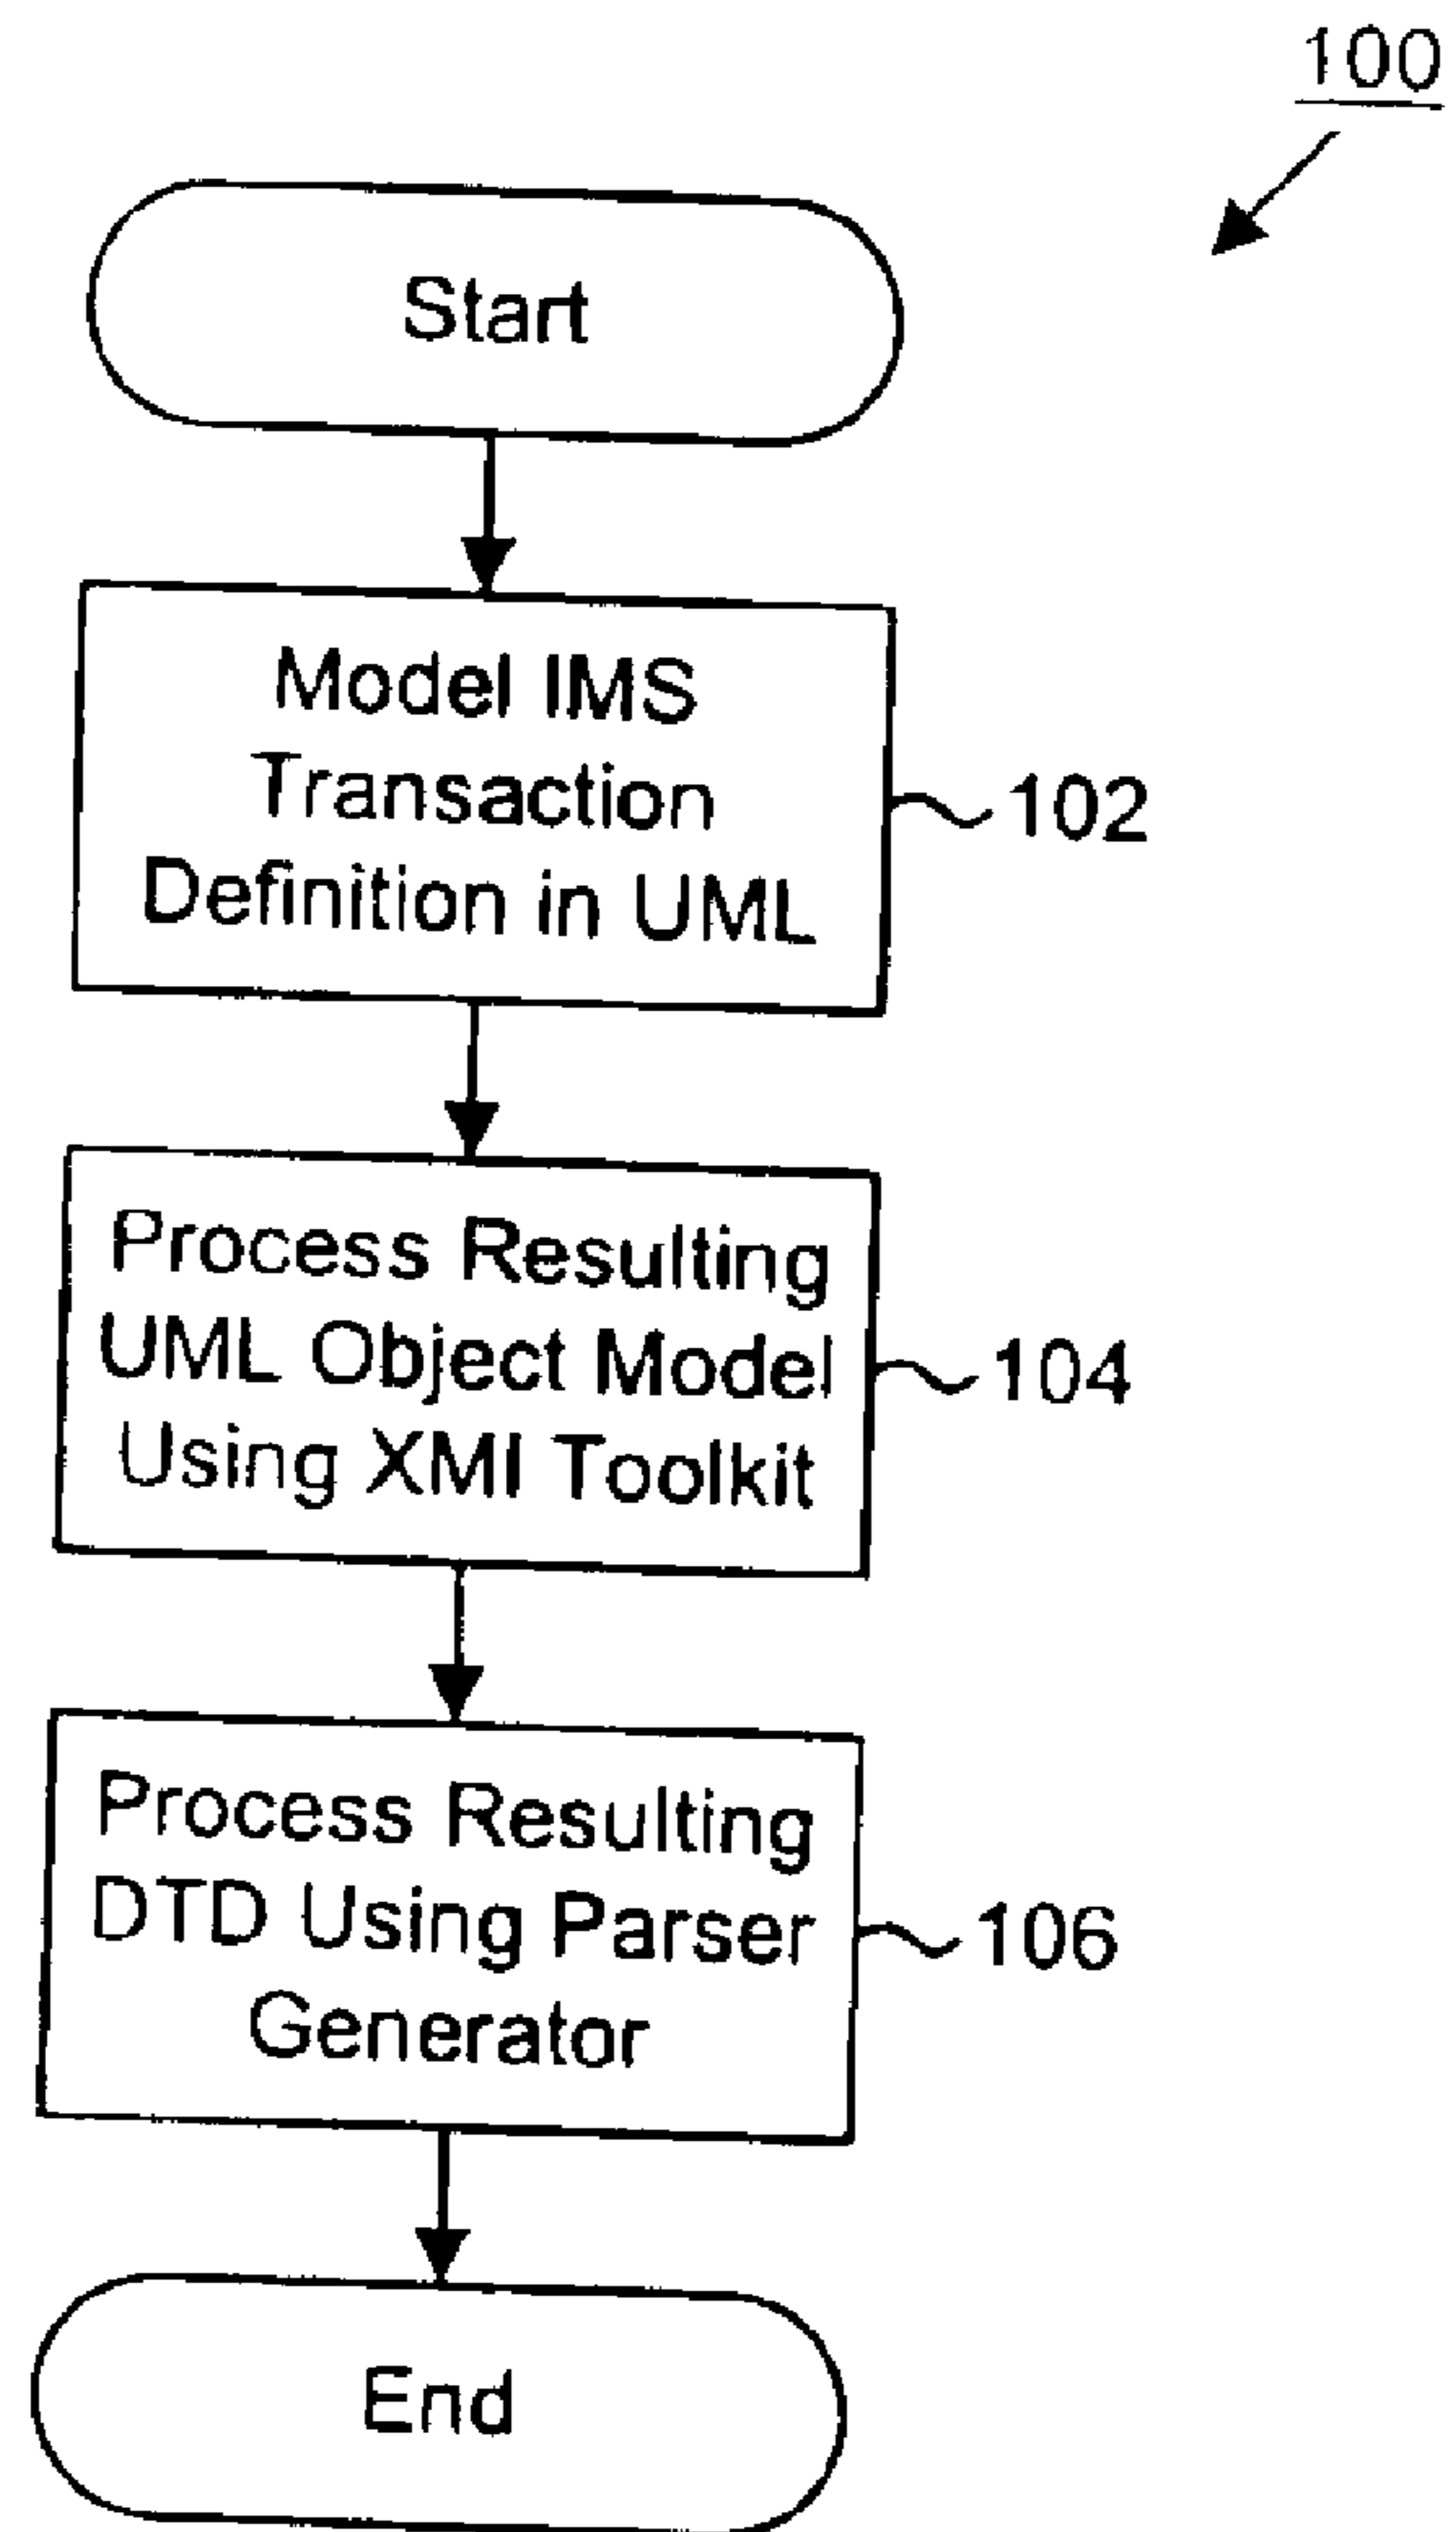 100
Start
Model IMS
Transaction
Definition in UML
102
Process Resulting
UML Object Model
Using XMI Toolkit
104
Process Resulting
DTD Using Parser
Generator
106
End